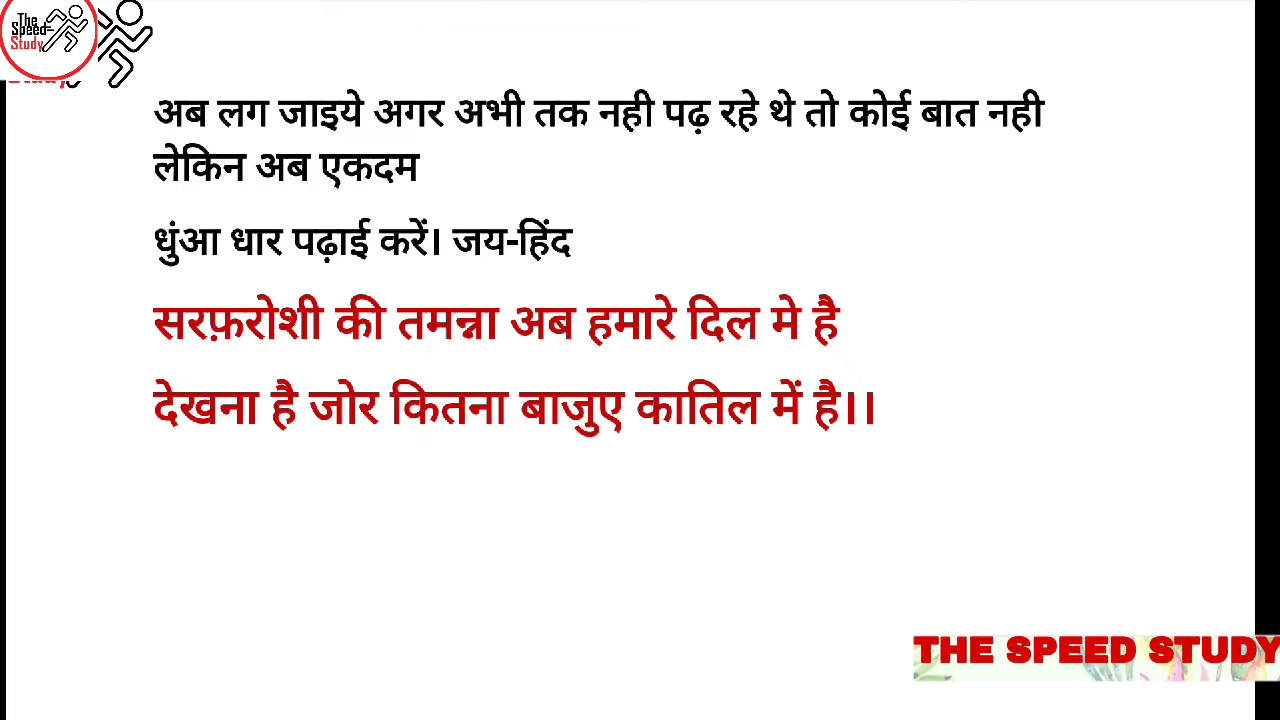 The
Speed
Study
अब लग जाइये अगर अभी तक नही पढ़ रहे थे तो कोई बात नही
लेकिन अब एकदम
धुंआ धार पढ़ाई करें। जय-हिंद
सरफ़रोशी की तमन्ना अब हमारे दिल मे है
देखना है जोर कितना बाजुए कातिल में है।।
THE SPEED STUDY